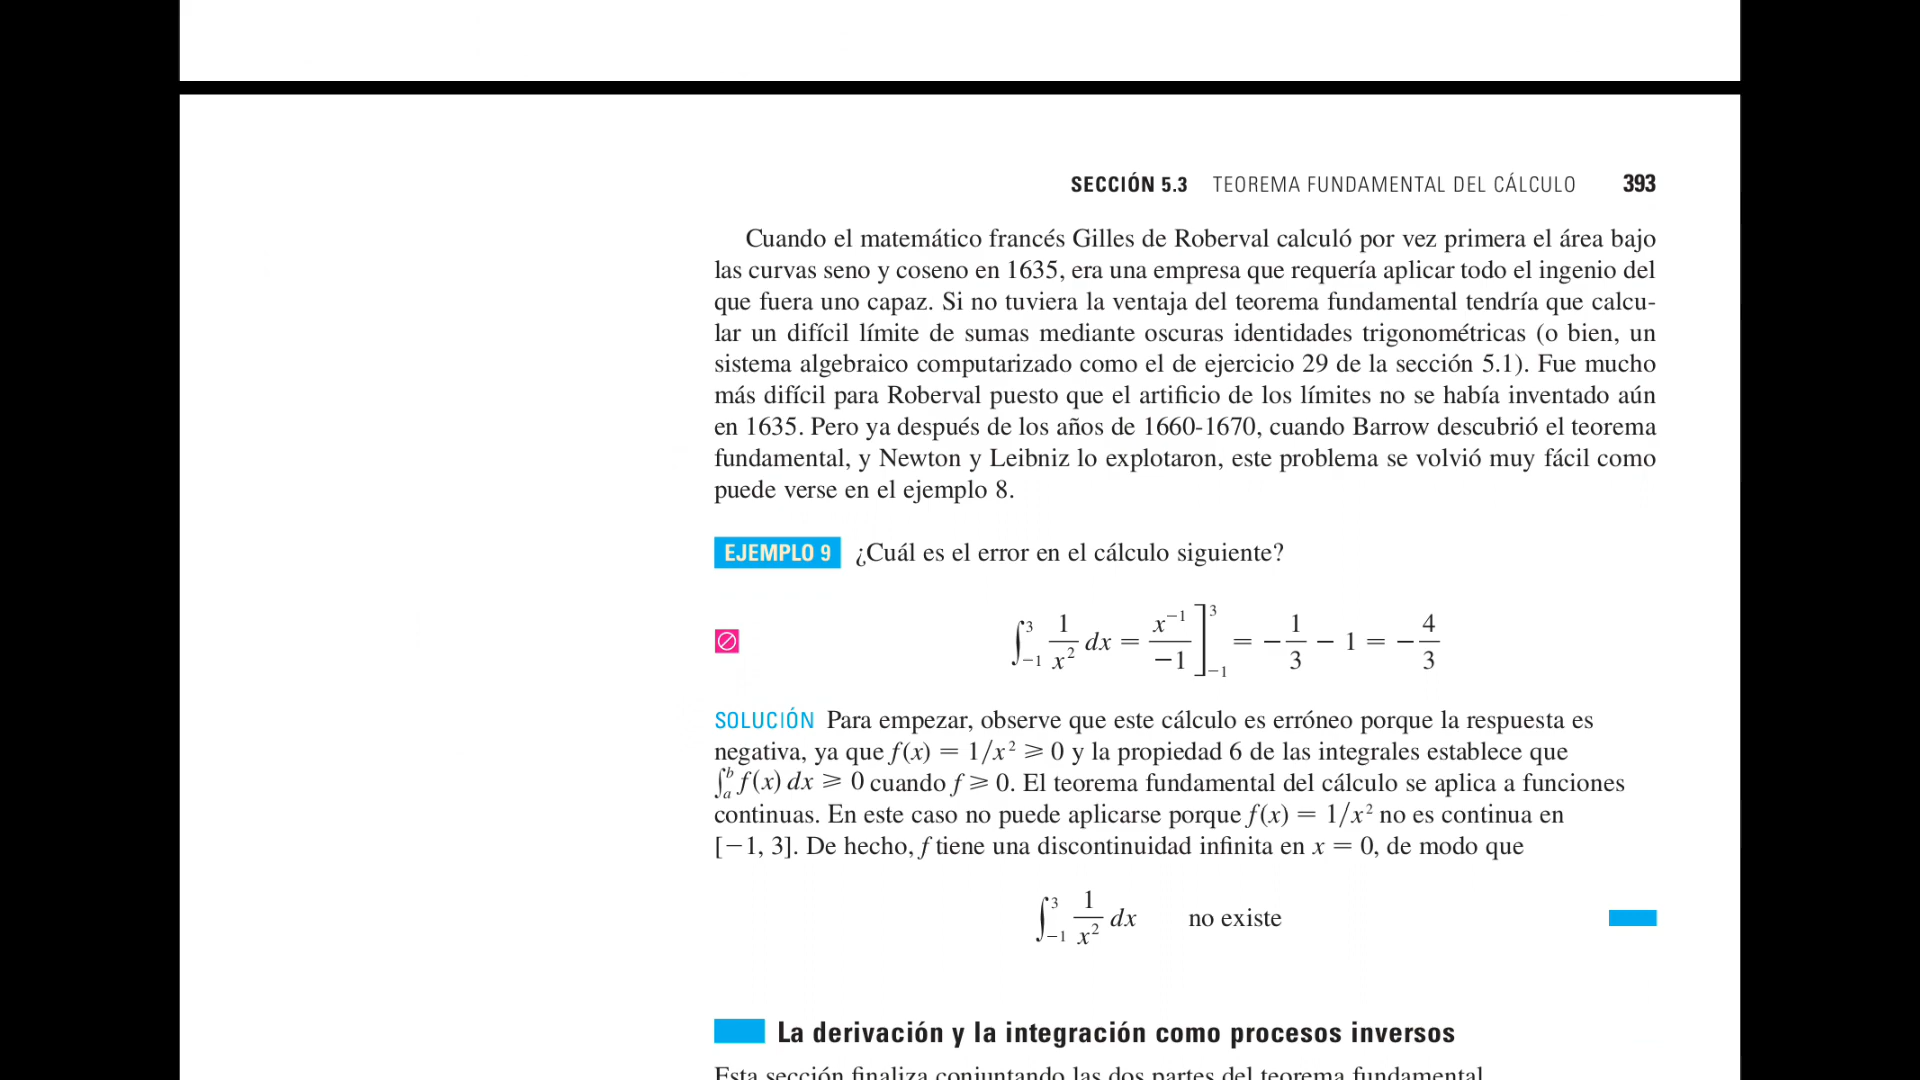 SECCIÓN 5.3 TEOREMA FUNDAMENTAL DEL CÁLCULO 393
Cuando el matemático francés Gilles de Roberval calculó por vez primera el área bajo
las curvas seno y coseno en 1635, era una empresa que requería aplicar todo el ingenio del
que fuera uno capaz. Si no tuviera la ventaja del teorema fundamental tendría que calcu-
lar un difícil límite de sumas mediante oscuras identidades trigonométricas (o bien, un
sistema algebraico computarizado como el de ejercicio 29 de la sección 5.1). Fue mucho
más difícil para Roberval puesto que el artificio de los límites no se había inventado aún
en 1635. Pero ya después de los años de 1660-1670, cuando Barrow descubrió el teorema
fundamental, y Newton y Leibniz lo explotaron, este problema se volvió muy fácil como
puede verse en el ejemplo 8.
EJEMPLO 9 ¿Cuál es el error en el cálculo siguiente?
∫_{-1}^{3} 1/x² dx = x⁻¹/−1 ]_{-1}^{3} = −1/3 − 1 = −4/3
SOLUCIÓN Para empezar, observe que este cálculo es erróneo porque la respuesta es
negativa, ya que f(x) = 1/x² ⩾ 0 y la propiedad 6 de las integrales establece que
∫_a^b f(x) dx ⩾ 0 cuando f ⩾ 0. El teorema fundamental del cálculo se aplica a funciones
continuas. En este caso no puede aplicarse porque f(x) = 1/x² no es continua en
[−1, 3]. De hecho, f tiene una discontinuidad infinita en x = 0, de modo que
∫_{-1}^{3} 1/x² dx no existe
La derivación y la integración como procesos inversos
Esta sección finaliza conjuntando las dos partes del teorema fundamental.